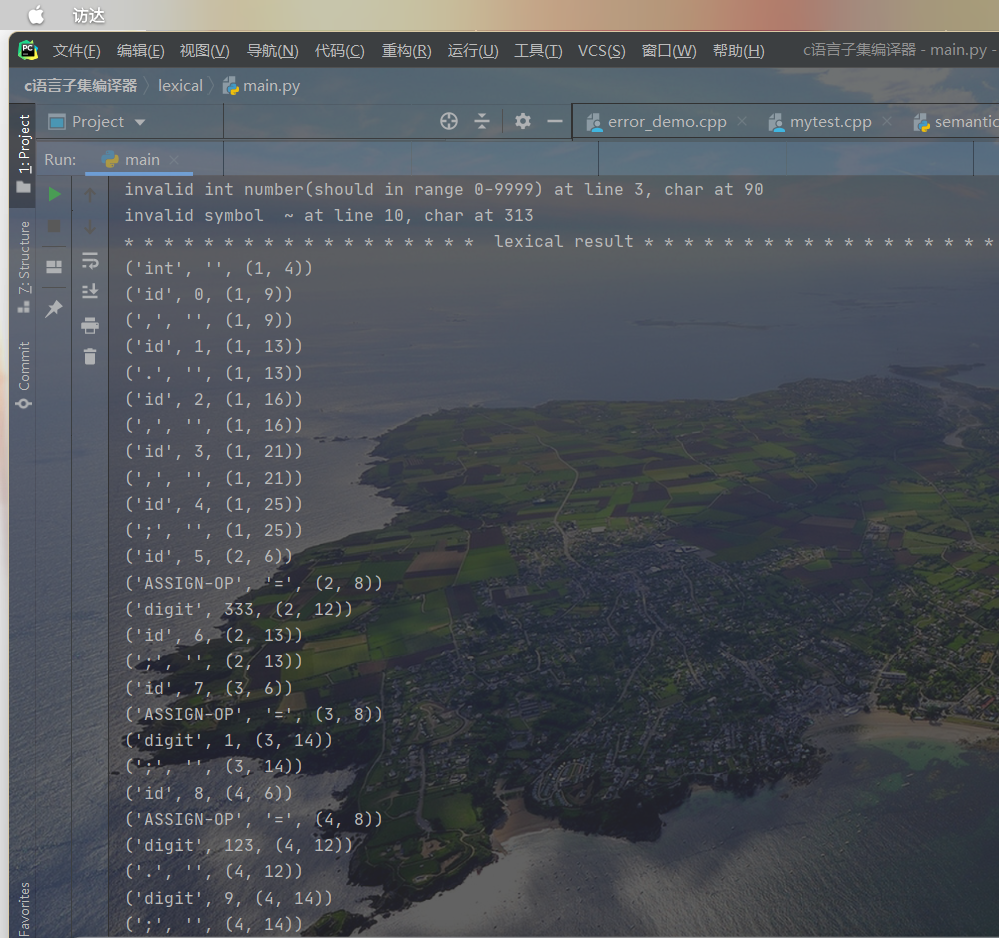 访达
PC 文件(F) 编辑(E) 视图(V) 导航(N) 代码(C) 重构(R) 运行(U) 工具(T) VCS(S) 窗口(W) 帮助(H) c语言子集编译器 - main.py -
c语言子集编译器 lexical main.py
1: Project
Project
error_demo.cpp
mytest.cpp
semantic
Run: main
Z: Structure
Commit
Favorites
invalid int number(should in range 0-9999) at line 3, char at 90
invalid symbol  ~ at line 10, char at 313
* * * * * * * * * * * * * * * * * *  lexical result * * * * * * * * * * * * * * * * * *
('int', '', (1, 4))
('id', 0, (1, 9))
(',', '', (1, 9))
('id', 1, (1, 13))
('.', '', (1, 13))
('id', 2, (1, 16))
(',', '', (1, 16))
('id', 3, (1, 21))
(',', '', (1, 21))
('id', 4, (1, 25))
(';', '', (1, 25))
('id', 5, (2, 6))
('ASSIGN-OP', '=', (2, 8))
('digit', 333, (2, 12))
('id', 6, (2, 13))
(';', '', (2, 13))
('id', 7, (3, 6))
('ASSIGN-OP', '=', (3, 8))
('digit', 1, (3, 14))
(';', '', (3, 14))
('id', 8, (4, 6))
('ASSIGN-OP', '=', (4, 8))
('digit', 123, (4, 12))
('.', '', (4, 12))
('digit', 9, (4, 14))
(';', '', (4, 14))